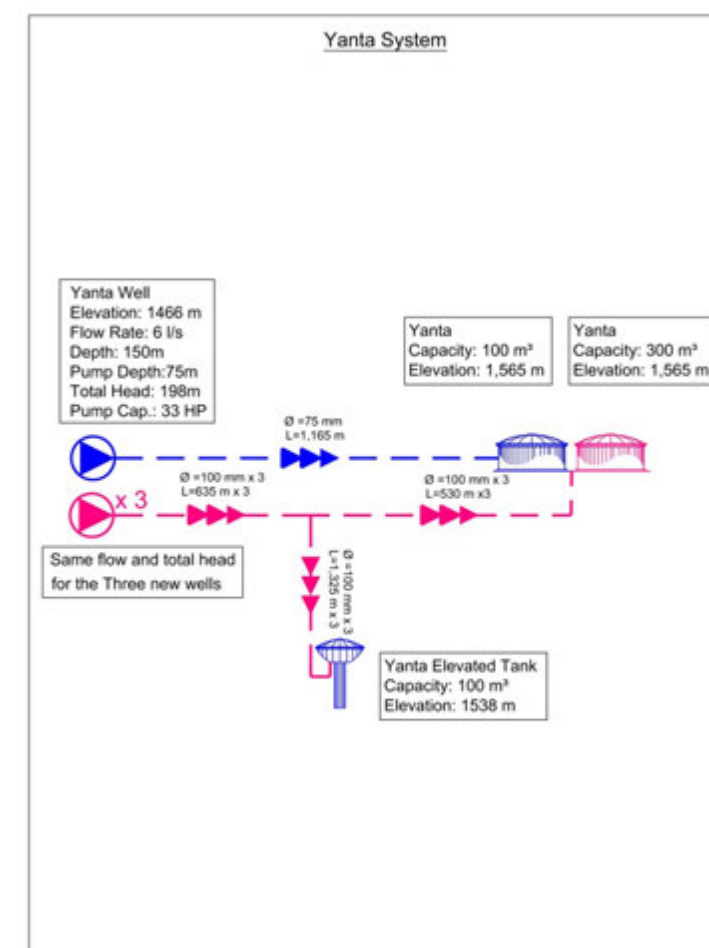 Yanta System
Yanta Well
Elevation: 1466 m
Flow Rate: 6 l/s
Depth: 150m
Pump Depth:75m
Total Head: 198m
Pump Cap.: 33 HP
Yanta
Capacity: 100 m³
Elevation: 1,565 m
Yanta
Capacity: 300 m³
Elevation: 1,565 m
Ø =75 mm
L=1,165 m
Ø =100 mm x 3
L=635 m x 3
Ø =100 mm x 3
L=530 m x3
x 3
Same flow and total head
for the Three new wells
Ø =100 mm x 3
L=1,325 m x 3
Yanta Elevated Tank
Capacity: 100 m³
Elevation: 1538 m